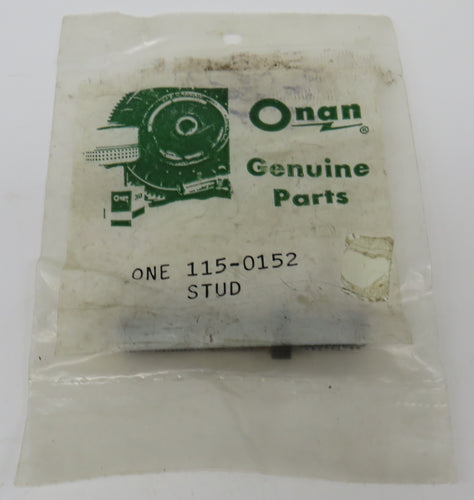 Onan
®
Genuine
Parts
ONE 115-0152
STUD